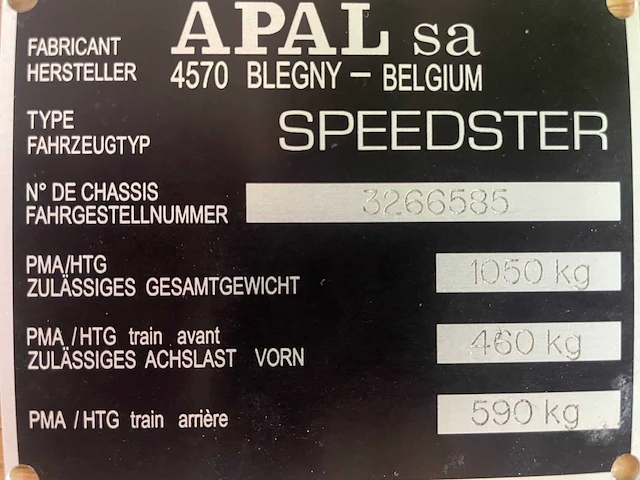 FABRICANT
HERSTELLER
APAL sa
4570 BLEGNY – BELGIUM
TYPE
FAHRZEUGTYP
SPEEDSTER
N° DE CHASSIS
FAHRGESTELLNUMMER
3266585
PMA/HTG
ZULÄSSIGES GESAMTGEWICHT
1050 kg
PMA / HTG train avant
ZULÄSSIGES ACHSLAST VORN
460 kg
PMA / HTG train arrière
590 kg